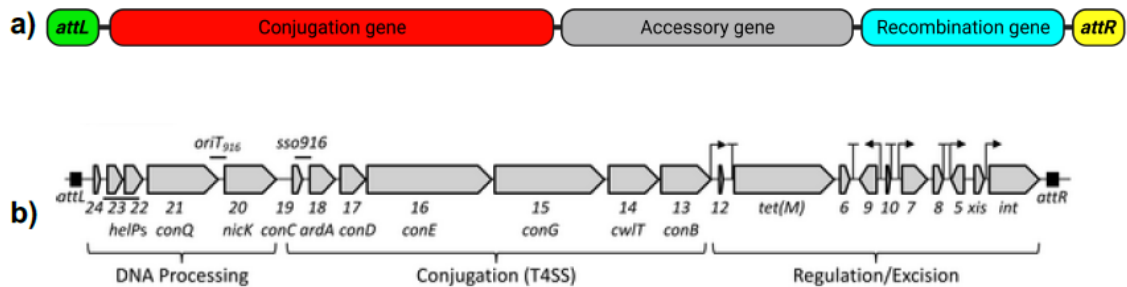 a) attL Conjugation gene Accessory gene Recombination gene attR
oriT916 sso916
attL attR
b) 24 23 22 21 20 19 18 17 16 15 14 13 12 tet(M) 6 9 10 7 8 5 xis int
helPs conQ nicK conC ardA conD conE conG cwlT conB
DNA Processing Conjugation (T4SS) Regulation/Excision